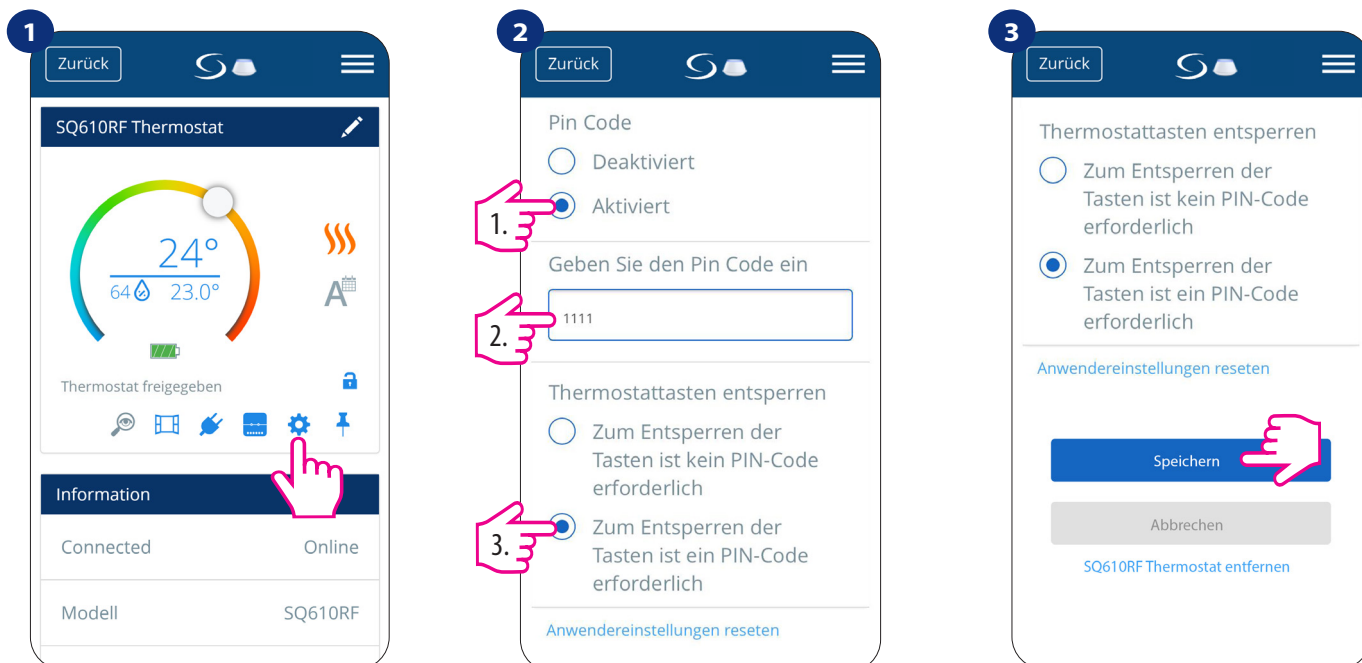 1
Zurück
SQ610RF Thermostat
24°
64 23.0°
A
Thermostat freigegeben
Information
Connected Online
Modell SQ610RF
2
Zurück
Pin Code
Deaktiviert
1. Aktiviert
Geben Sie den Pin Code ein
2. 1111
Thermostattasten entsperren
Zum Entsperren der
Tasten ist kein PIN-Code
erforderlich
3. Zum Entsperren der
Tasten ist ein PIN-Code
erforderlich
Anwendereinstellungen reseten
3
Zurück
Thermostattasten entsperren
Zum Entsperren der
Tasten ist kein PIN-Code
erforderlich
Zum Entsperren der
Tasten ist ein PIN-Code
erforderlich
Anwendereinstellungen reseten
Speichern
Abbrechen
SQ610RF Thermostat entfernen